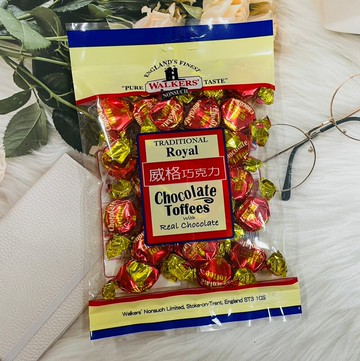 ENGLAND'S FINEST
"PURE WALKERS' TASTE"
NONSUCH
TRADITIONAL
Royal
威格巧克力
Chocolate
Toffees
With
Real Chocolate
Walkers' Nonsuch Limited, Stoke-on-Trent, England ST3 1QS